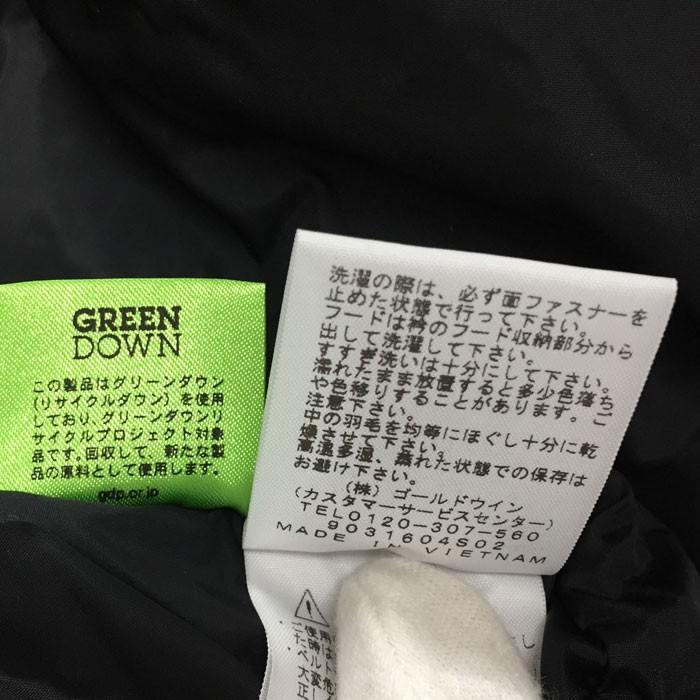 GREEN
DOWN
この製品はグリーンダウン
(リサイクルダウン)を使用
しており、グリーンダウンリ
サイクルプロジェクト対象
品です。回収して、新たな製
品の原料として使用します。
gdp.or.jp
洗濯の際は、必ず面ファスナーを
止めた状態で行って下さい。
フードは衿のフード収納部分から
出して洗濯して下さい。
すすぎ洗いは十分にして下さい。
濡れたまま放置すると多少色落ち
や色移りすることがあります。ご
注意下さい。
中の羽毛を均等にほぐし十分に乾
燥させて下さい。
高温多湿、蒸れた状態での保存は
お避け下さい。
(株)ゴールドウイン
(カスタマーサービスセンター)
TEL0120-307-560
9031604S02
MADE IN VIETNAM